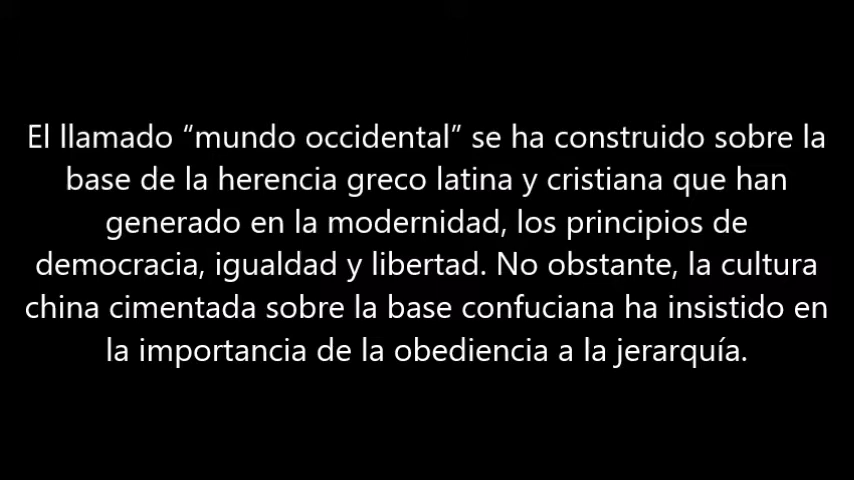 El llamado “mundo occidental” se ha construido sobre la
base de la herencia greco latina y cristiana que han
generado en la modernidad, los principios de
democracia, igualdad y libertad. No obstante, la cultura
china cimentada sobre la base confuciana ha insistido en
la importancia de la obediencia a la jerarquía.